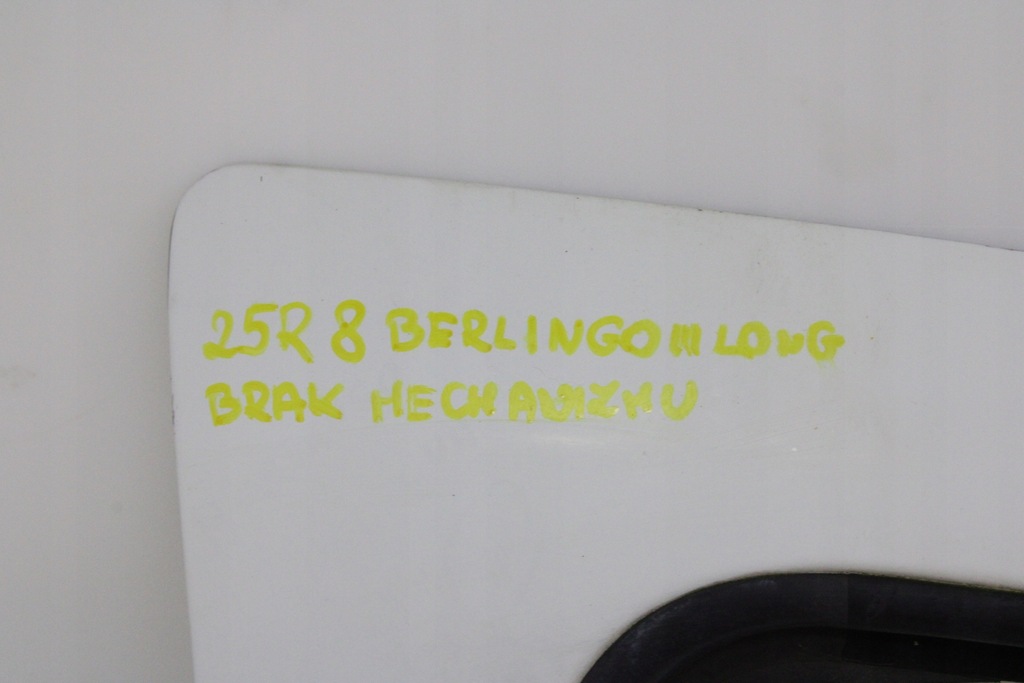 25R 8 BERLINGO III LONG
BRAK MECHANIZMU